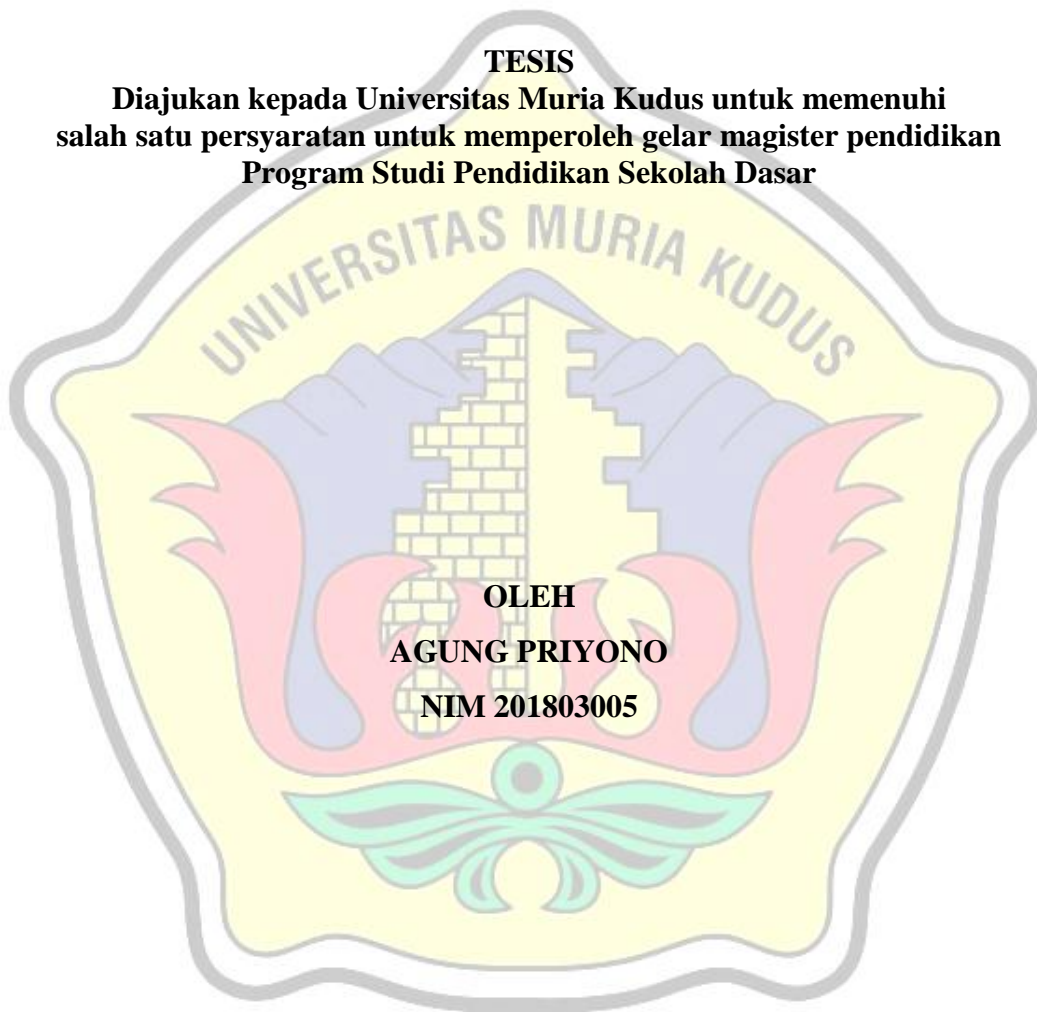 TESIS
Diajukan kepada Universitas Muria Kudus untuk memenuhi
salah satu persyaratan untuk memperoleh gelar magister pendidikan
Program Studi Pendidikan Sekolah Dasar
UNIVERSITAS MURIA KUDUS
OLEH
AGUNG PRIYONO
NIM 201803005